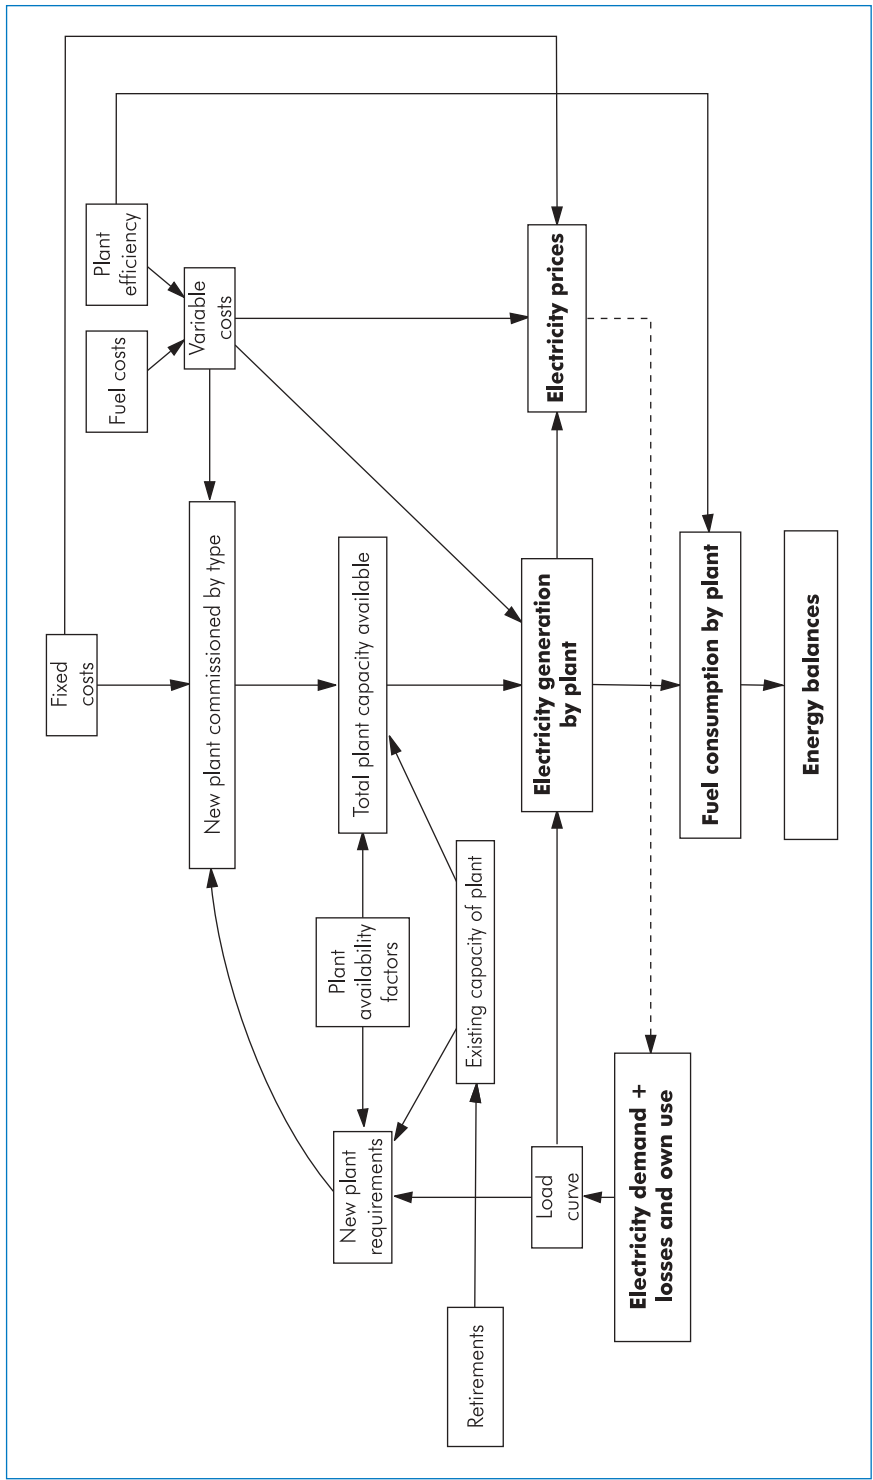 Fixed
costs
Fuel costs
Plant
efficiency
New plant commissioned by type
Variable
costs
New plant
requirements
Plant
availability
factors
Total plant capacity available
Retirements
Existing capacity of plant
Load
curve
Electricity generation
by plant
Electricity prices
Electricity demand +
losses and own use
Fuel consumption by plant
Energy balances